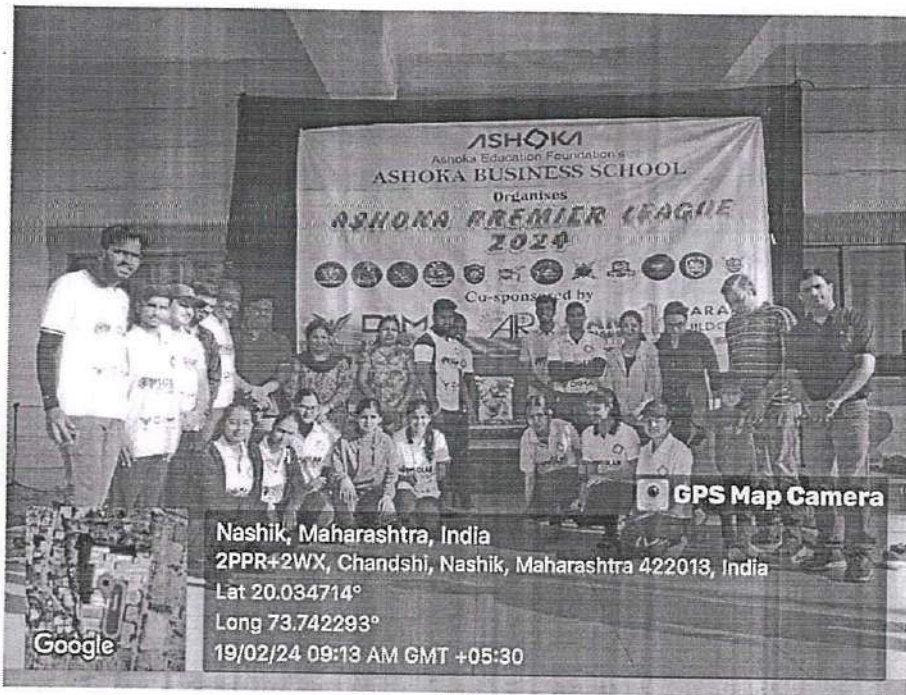 ASHOKA
Ashoka Education Foundation's
ASHOKA BUSINESS SCHOOL
Organises
ASHOKA PREMIER LEAGUE
2024
Co-sponsored by
GPS Map Camera
Nashik, Maharashtra, India
2PPR+2WX, Chandshi, Nashik, Maharashtra 422013, India
Lat 20.034714°
Long 73.742293°
19/02/24 09:13 AM GMT +05:30
Google